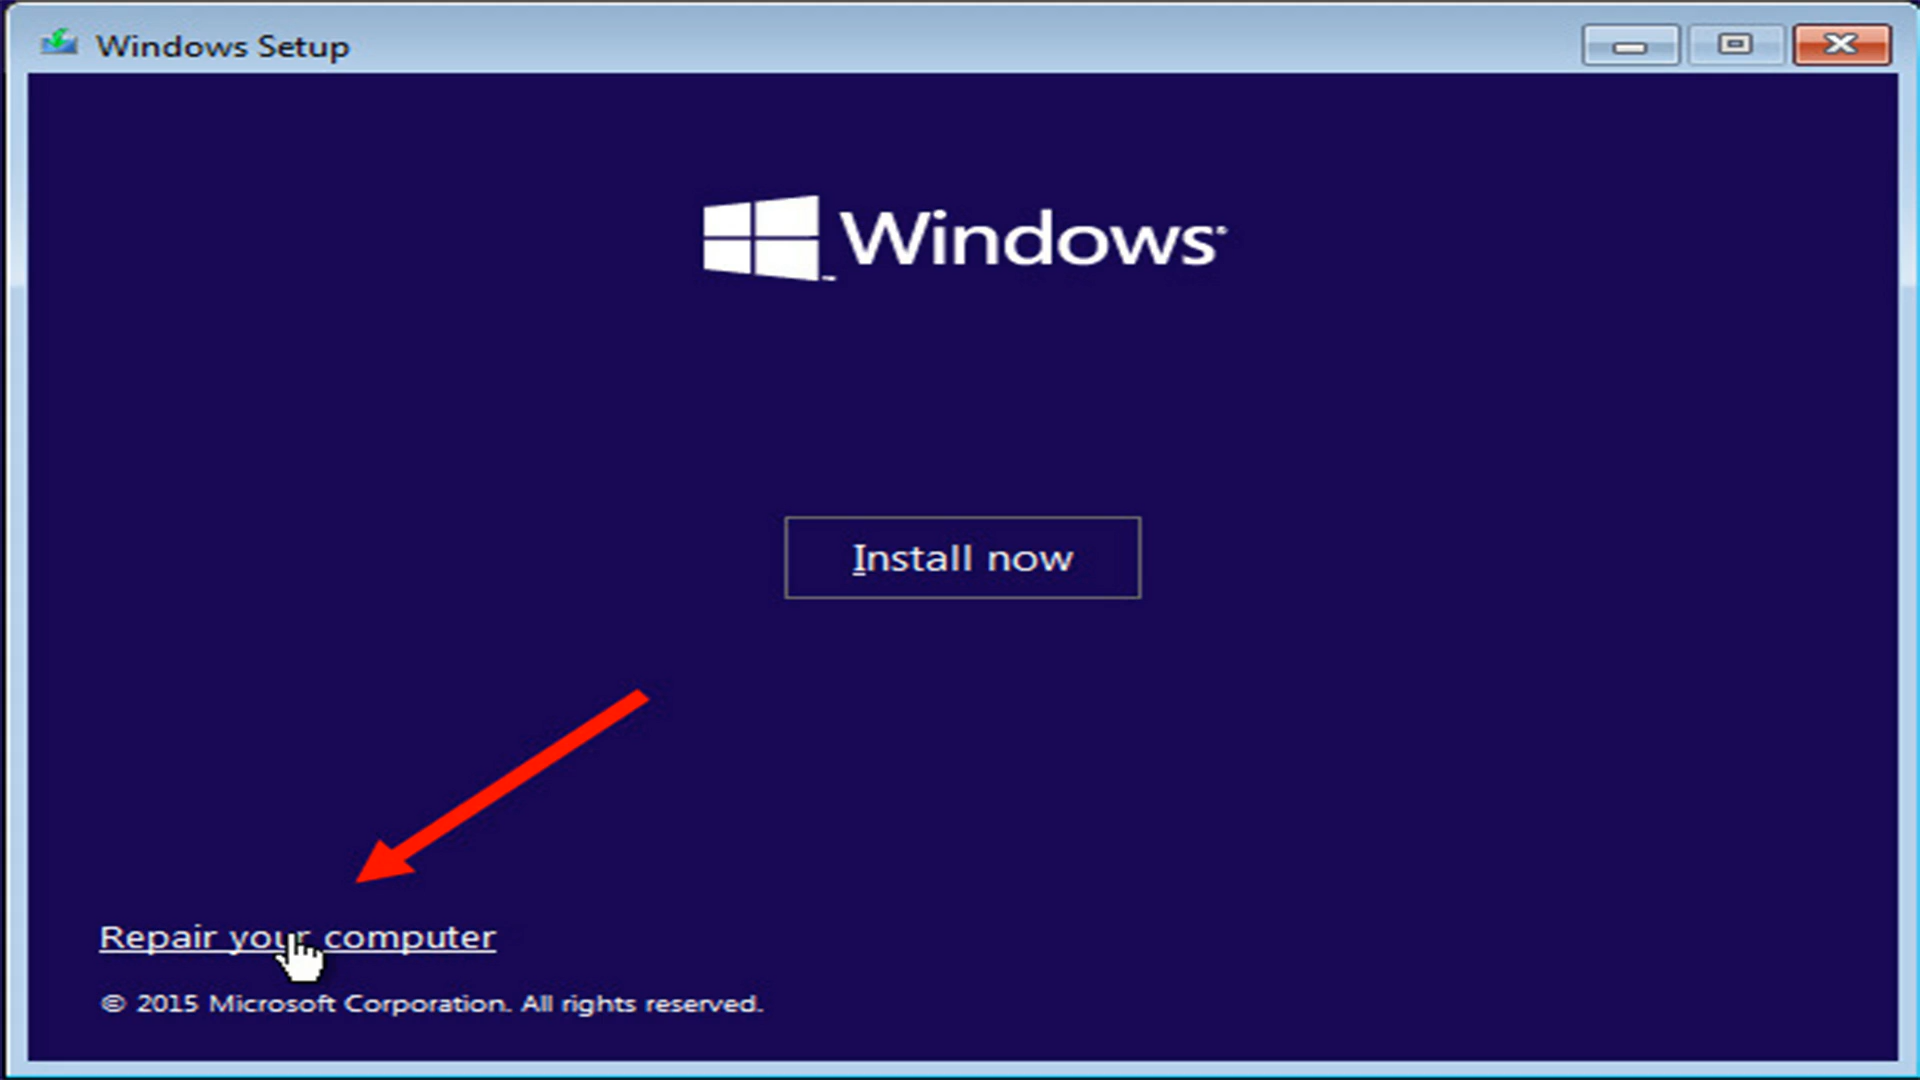 Windows Setup
Windows
Install now
Repair your computer
© 2015 Microsoft Corporation. All rights reserved.